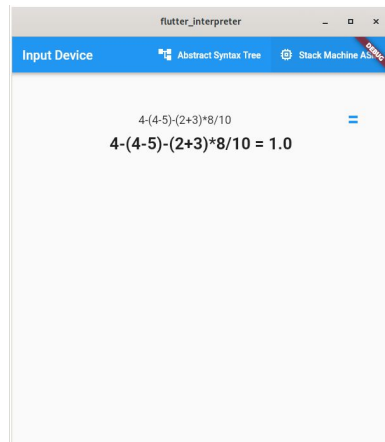 flutter_interpreter
Input Device Abstract Syntax Tree Stack Machine AS
DEBUG
4-(4-5)-(2+3)*8/10 =
4-(4-5)-(2+3)*8/10 = 1.0